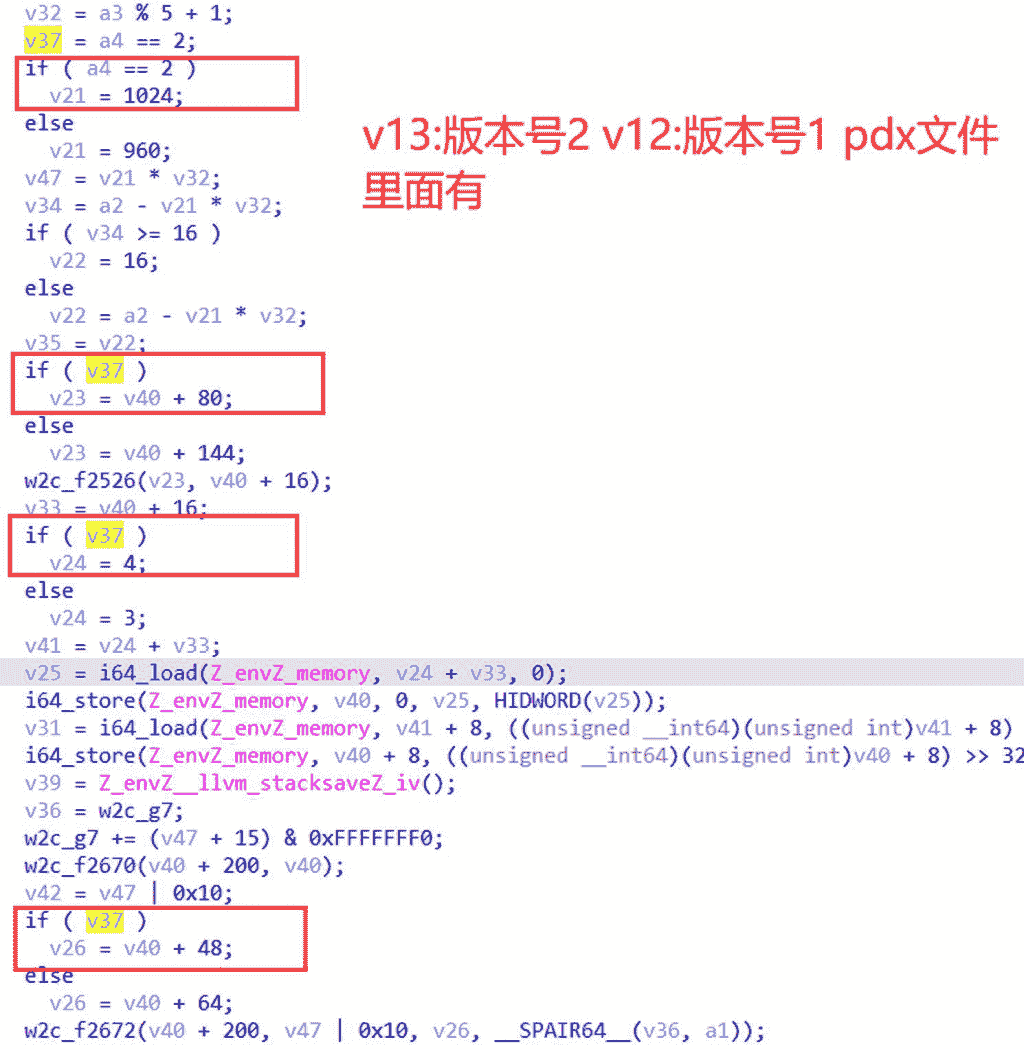 v32 = a3 % 5 + 1;
v37 = a4 == 2;
if ( a4 == 2 )
v21 = 1024;
else
v21 = 960;
v47 = v21 * v32;
v34 = a2 - v21 * v32;
if ( v34 >= 16 )
v22 = 16;
else
v22 = a2 - v21 * v32;
v35 = v22;
if ( v37 )
v23 = v40 + 80;
else
v23 = v40 + 144;
w2c_f2526(v23, v40 + 16);
v33 = v40 + 16;
if ( v37 )
v24 = 4;
else
v24 = 3;
v41 = v24 + v33;
v25 = i64_load(Z_envZ_memory, v24 + v33, 0);
i64_store(Z_envZ_memory, v40, 0, v25, HIDWORD(v25));
v31 = i64_load(Z_envZ_memory, v41 + 8, ((unsigned __int64)(unsigned int)v41 + 8)
i64_store(Z_envZ_memory, v40 + 8, ((unsigned __int64)(unsigned int)v40 + 8) >> 32
v39 = Z_envZ__llvm_stacksaveZ_iv();
v36 = w2c_g7;
w2c_g7 += (v47 + 15) & 0xFFFFFFF0;
w2c_f2670(v40 + 200, v40);
v42 = v47 | 0x10;
if ( v37 )
v26 = v40 + 48;
else
v26 = v40 + 64;
w2c_f2672(v40 + 200, v47 | 0x10, v26, __SPAIR64__(v36, a1));
v13:版本号2 v12:版本号1 pdx文件
里面有